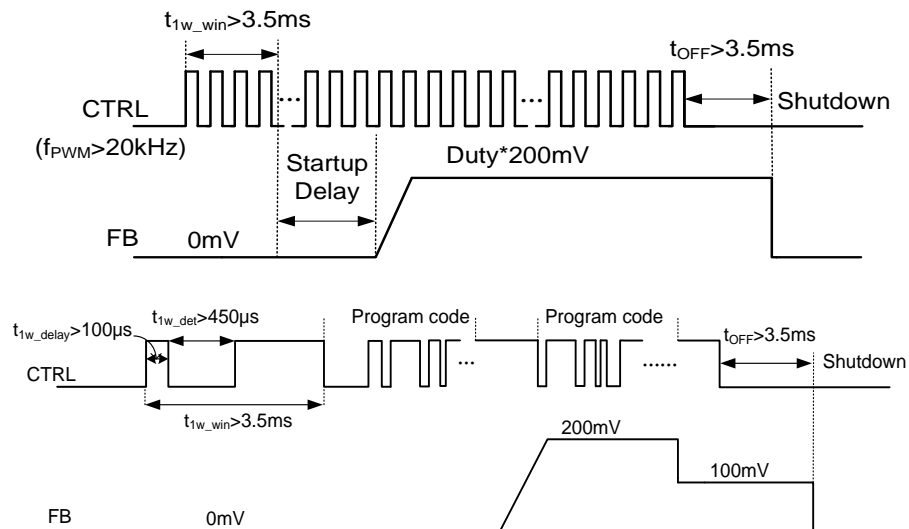 t1w_win>3.5ms
tOFF>3.5ms
CTRL
...
...
Shutdown
(fPWM>20kHz)
Startup
Delay
Duty*200mV
FB
0mV
t1w_delay>100µs
t1w_det>450µs
Program code
Program code
tOFF>3.5ms
CTRL
...
......
Shutdown
t1w_win>3.5ms
200mV
100mV
FB
0mV